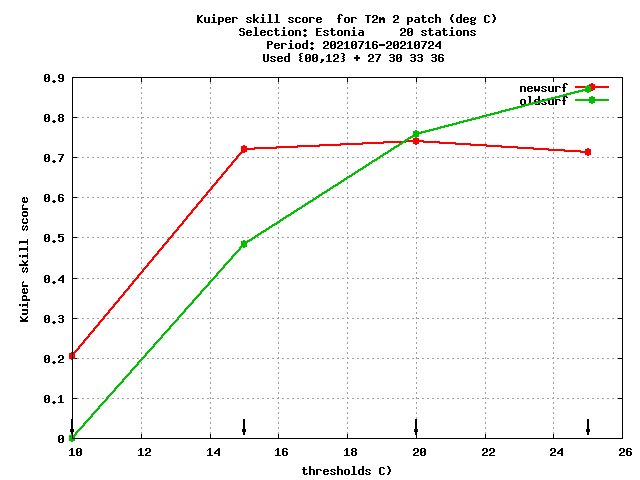 Kuiper skill score  for T2m 2 patch (deg C)
Selection: Estonia     20 stations
Period: 20210716-20210724
Used {00,12} + 27 30 33 36
newsurf
oldsurf
Kuiper skill score
0.9
0.8
0.7
0.6
0.5
0.4
0.3
0.2
0.1
0
10 12 14 16 18 20 22 24 26
thresholds C)